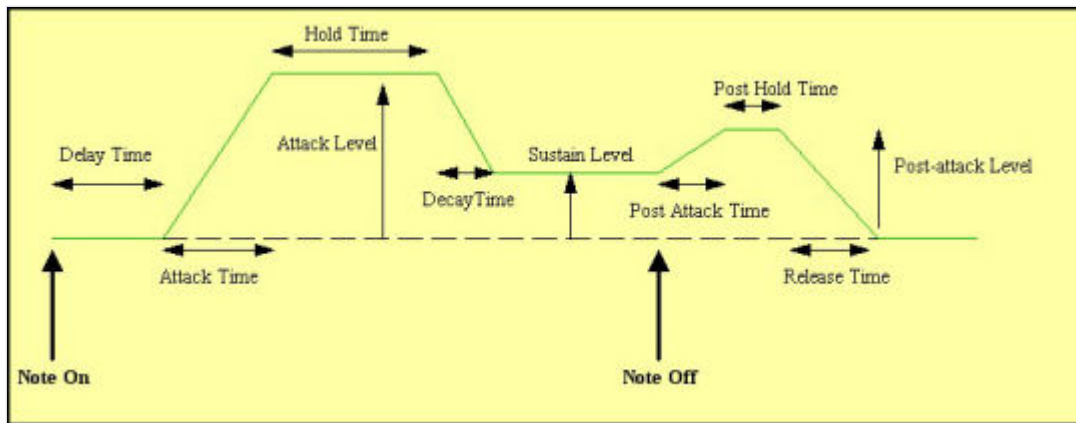 Hold Time
Post Hold Time
Delay Time
Attack Level
Sustain Level
Post-attack Level
DecayTime
Post Attack Time
Attack Time
Release Time
Note On
Note Off